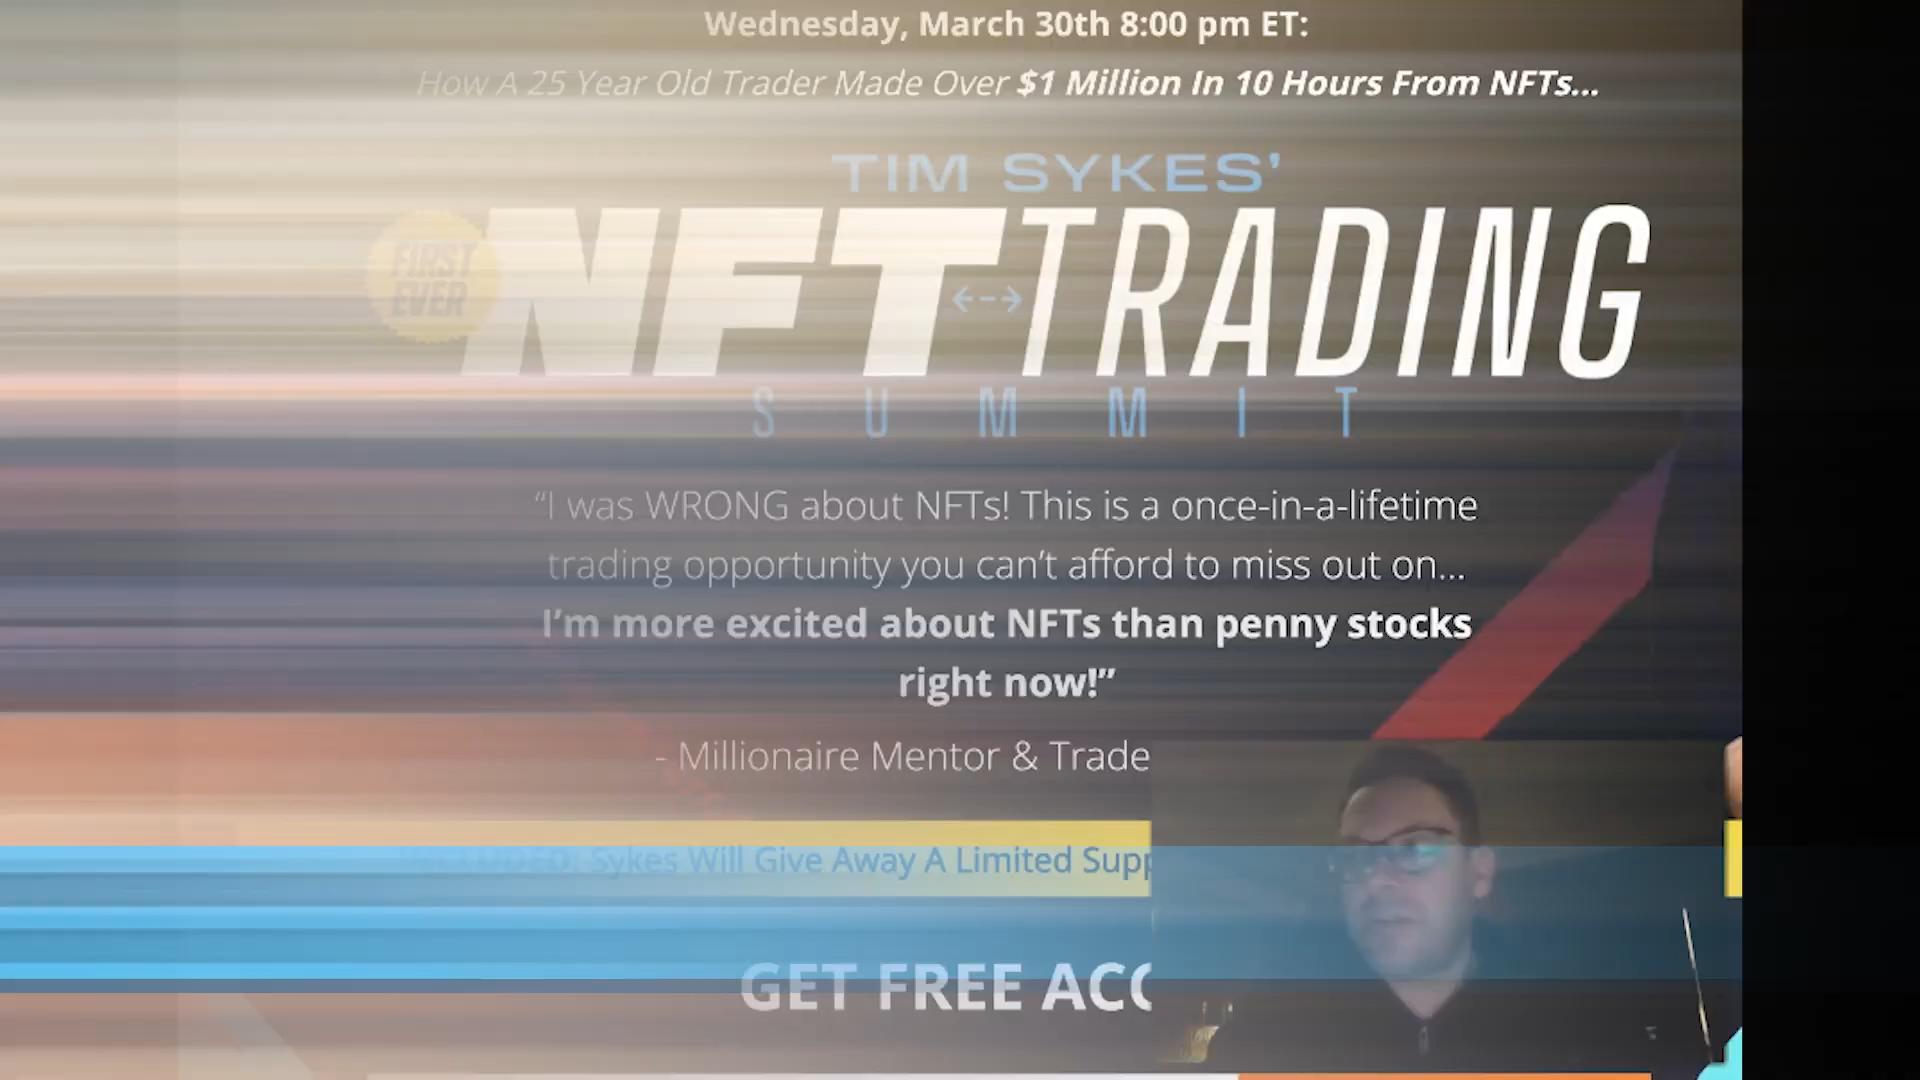 Wednesday, March 30th 8:00 pm ET:
How A 25 Year Old Trader Made Over $1 Million In 10 Hours From NFTs...
TIM SYKES'
FIRST
EVER
NFT TRADING
SUMMIT
“I was WRONG about NFTs! This is a once-in-a-lifetime
trading opportunity you can’t afford to miss out on...
I’m more excited about NFTs than penny stocks
right now!”
- Millionaire Mentor & Trade
INCLUDED: Sykes Will Give Away A Limited Supp
GET FREE ACC